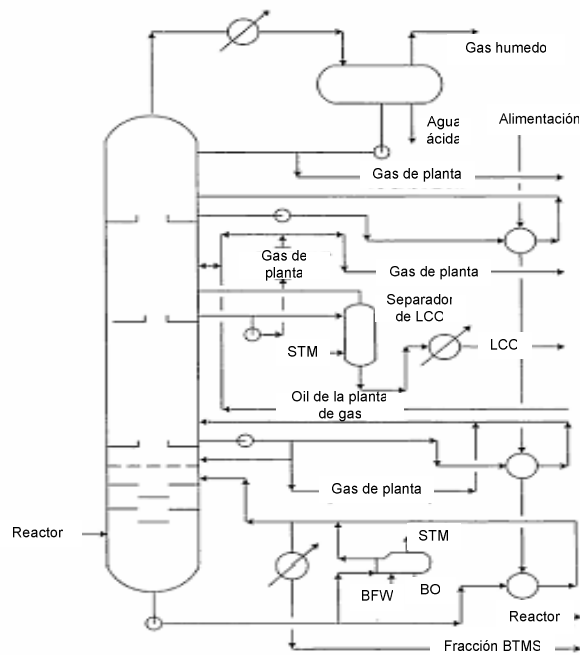 Gas humedo
Agua
ácida
Alimentación
Gas de planta
Gas de
planta
Gas de planta
Separador
de LCC
STM
LCC
Oil de la planta
de gas
Gas de planta
Reactor
STM
BFW
BO
Reactor
Fracción BTMS